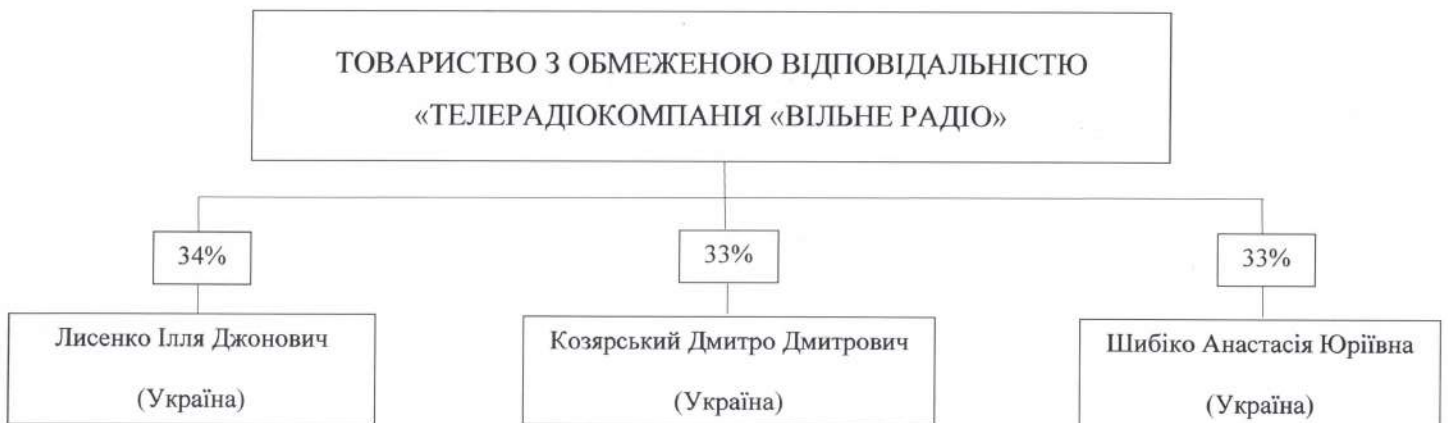 ТОВАРИСТВО З ОБМЕЖЕНОЮ ВІДПОВІДАЛЬНІСТЮ
«ТЕЛЕРАДІОКОМПАНІЯ «ВІЛЬНЕ РАДІО»
34%
33%
33%
Лисенко Ілля Джонович
(Україна)
Козярський Дмитро Дмитрович
(Україна)
Шибіко Анастасія Юріївна
(Україна)